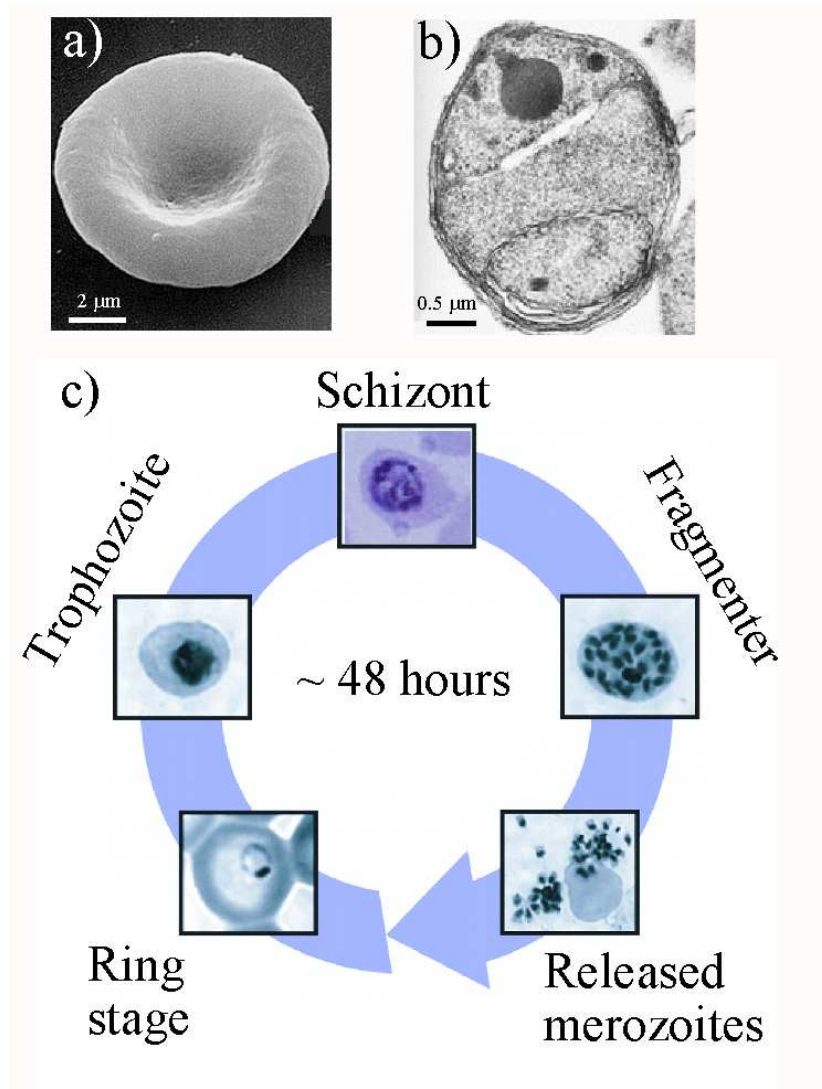 a)
2 μm
b)
0.5 μm
c)
Schizont
Trophozoite
Fragmenter
~ 48 hours
Ring
stage
Released
merozoites